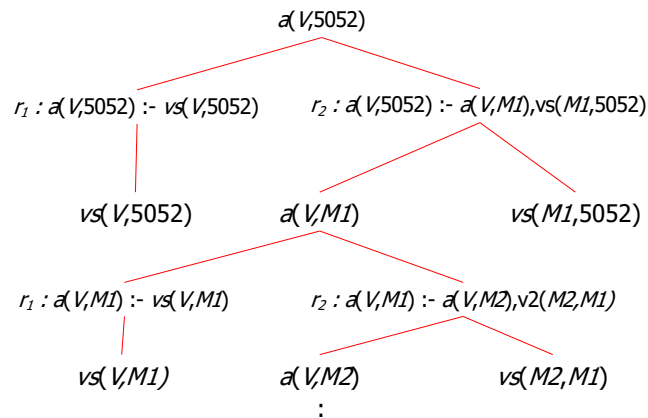 a(V,5052)
r1 : a(V,5052) :- vs(V,5052) r2 : a(V,5052) :- a(V,M1),vs(M1,5052)
vs(V,5052) a(V,M1) vs(M1,5052)
r1 : a(V,M1) :- vs(V,M1) r2 : a(V,M1) :- a(V,M2),v2(M2,M1)
vs(V,M1) a(V,M2) vs(M2,M1)
: